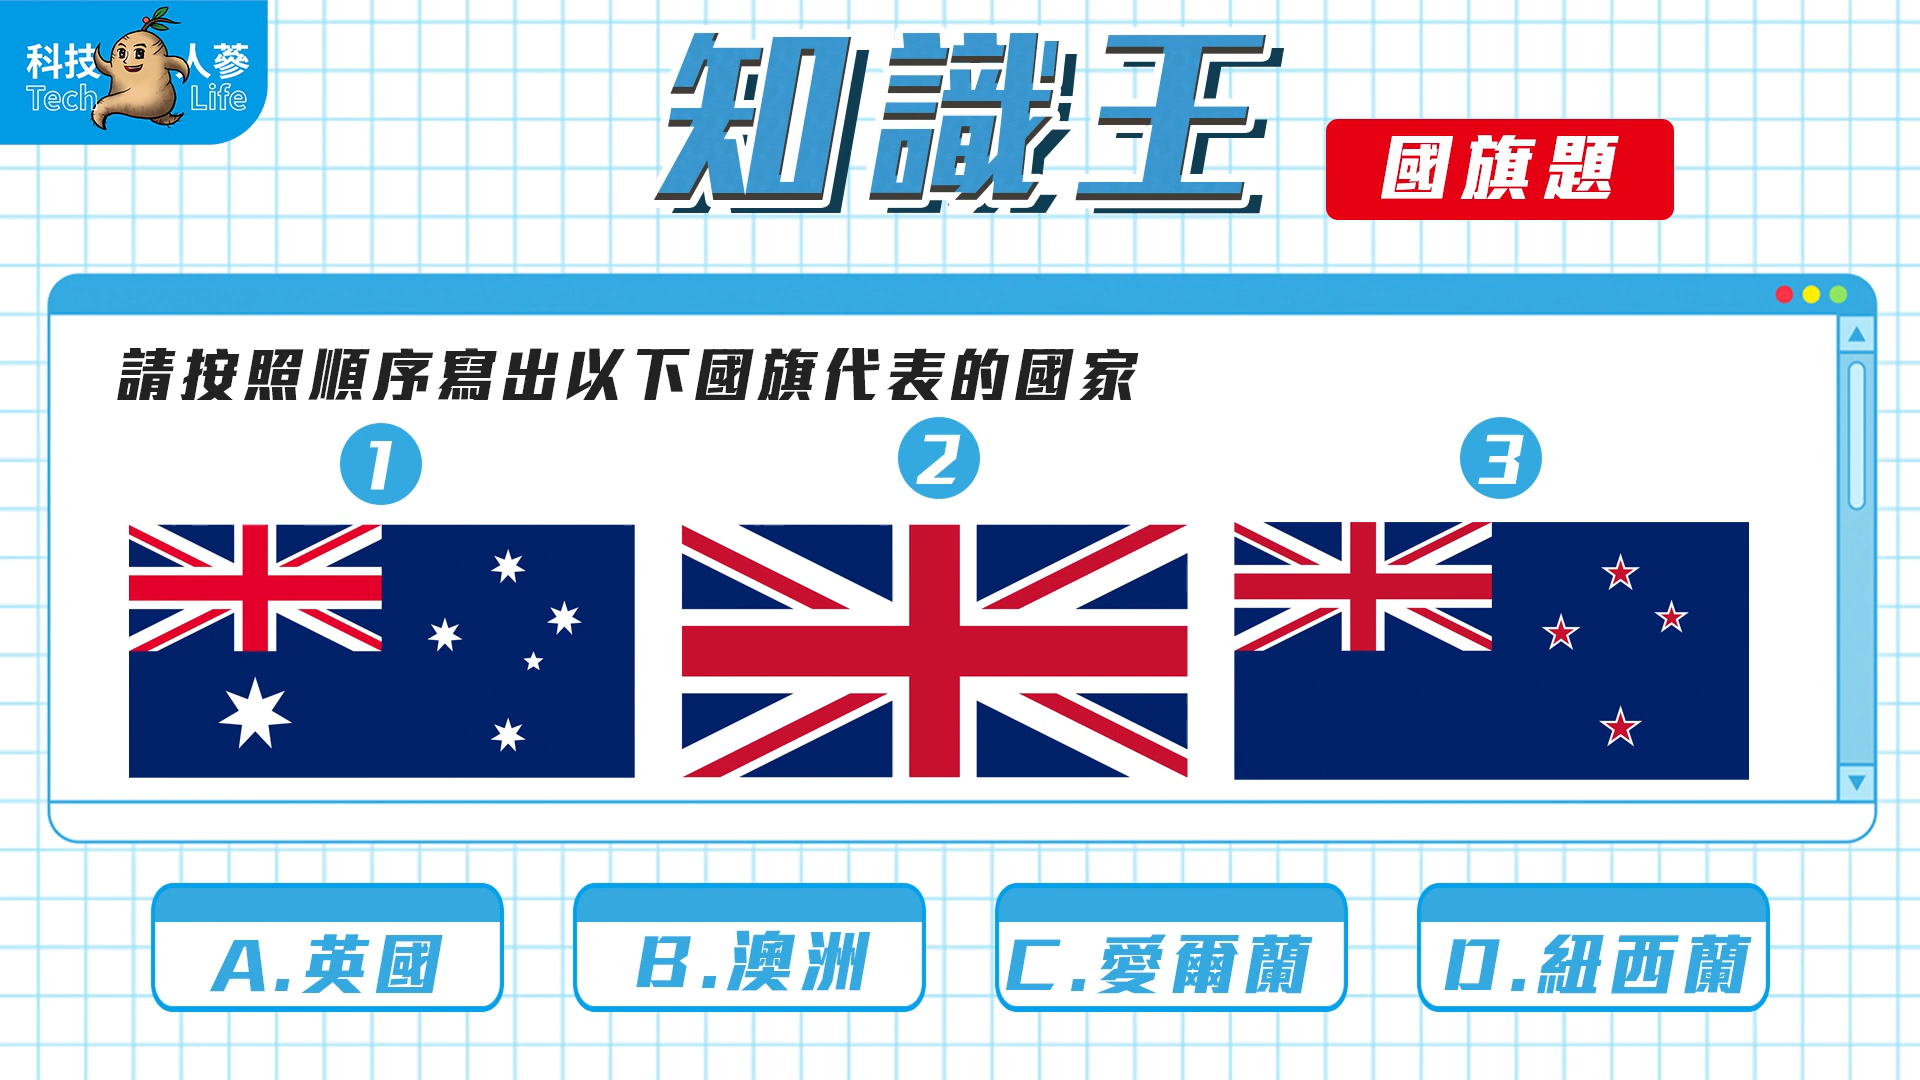 科技人蔘
Tech Life
知識王
國旗題
請按照順序寫出以下國旗代表的國家
1
2
3
A.英國
B.澳洲
C.愛爾蘭
D.紐西蘭